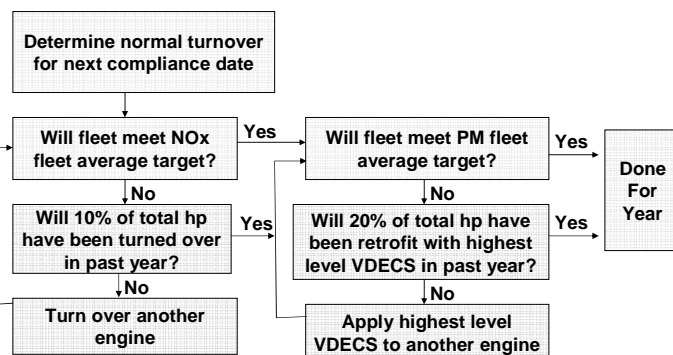 Determine normal turnover
for next compliance date
Will fleet meet NOx
fleet average target?
Yes
Will fleet meet PM fleet
average target?
Yes
Done
For
Year
No
No
Will 10% of total hp
have been turned over
in past year?
Yes
Will 20% of total hp have
been retrofit with highest
level VDECS in past year?
Yes
No
No
Turn over another
engine
Apply highest level
VDECS to another engine